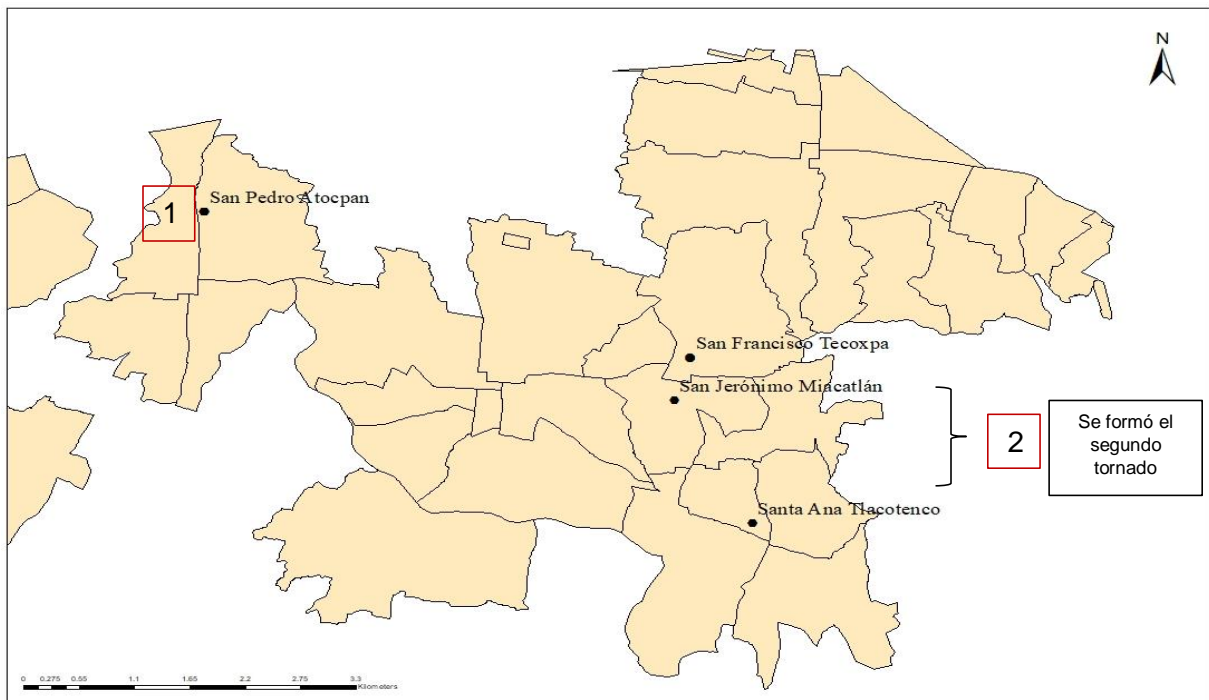 N
1
San Pedro Atocpan
San Francisco Tecoxpa
San Jerónimo Miacatlán
2
Se formó el
segundo
tornado
Santa Ana Tlacotenco
0 0.275 0.55 1.1 1.65 2.2 2.75 3.3
Kilometers